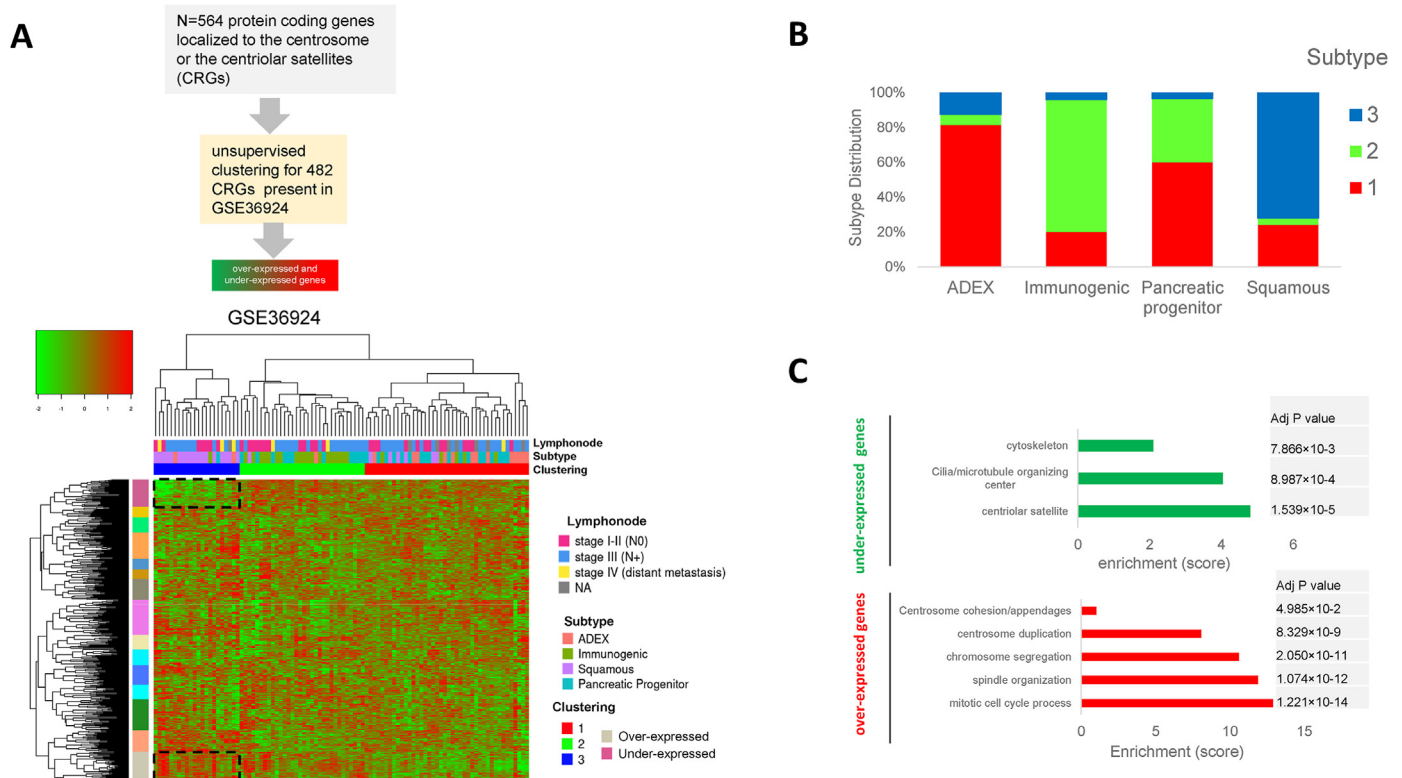 A
N=564 protein coding genes
localized to the centrosome
or the centriolar satellites
(CRGs)
unsupervised
clustering for 482
CRGs present in
GSE36924
over-expressed and
under-expressed genes
GSE36924
-2 -1 0 1 2
Lymphonode
Subtype
Clustering
Lymphonode
stage I-II (N0)
stage III (N+)
stage IV (distant metastasis)
NA
Subtype
ADEX
Immunogenic
Squamous
Pancreatic Progenitor
Clustering
1
2
3
Over-expressed
Under-expressed
B
Subtype
3
2
1
Subype Distribution
100%
80%
60%
40%
20%
0%
ADEX
Immunogenic
Pancreatic
progenitor
Squamous
C
under-expressed genes
cytoskeleton
Cilia/microtubule organizing
center
centriolar satellite
0 2 4 6
enrichment (score)
Adj P value
7.866×10-3
8.987×10-4
1.539×10-5
over-expressed genes
Centrosome cohesion/appendages
centrosome duplication
chromosome segregation
spindle organization
mitotic cell cycle process
0 5 10 15
Enrichment (score)
Adj P value
4.985×10-2
8.329×10-9
2.050×10-11
1.074×10-12
1.221×10-14